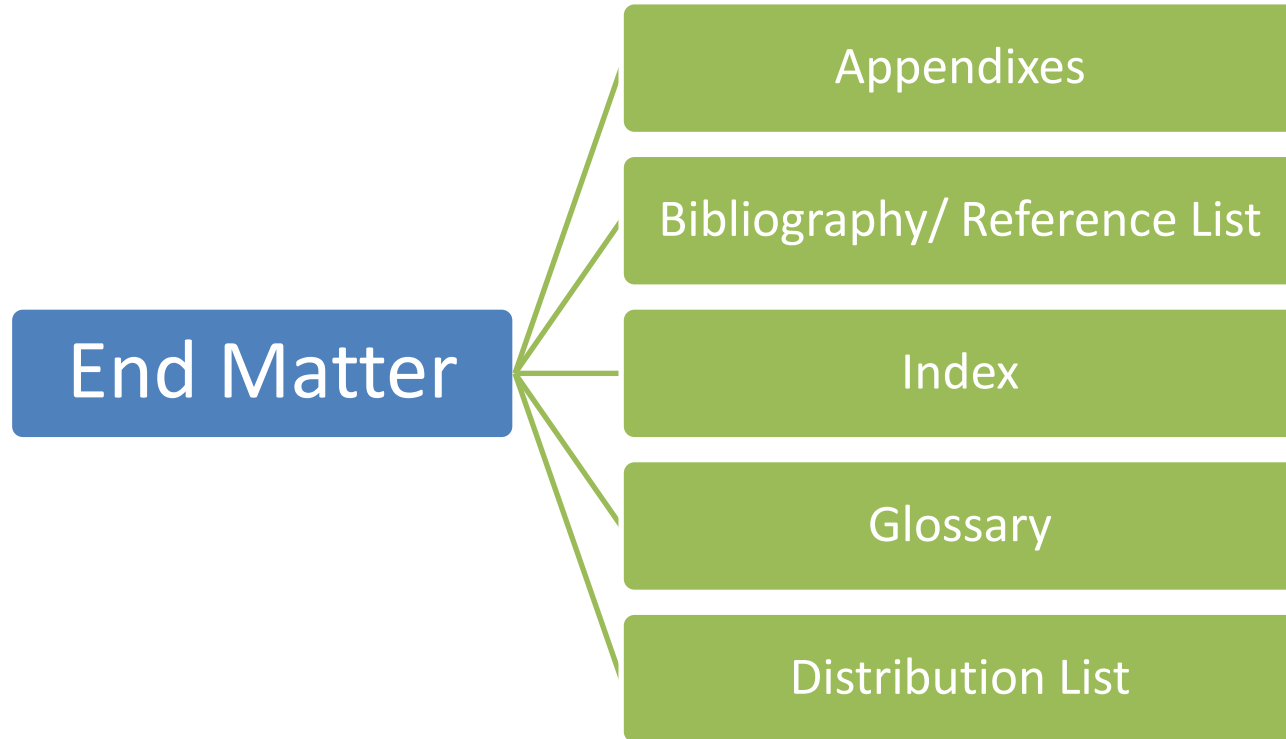 Appendixes
Bibliography/ Reference List
End Matter
Index
Glossary
Distribution List